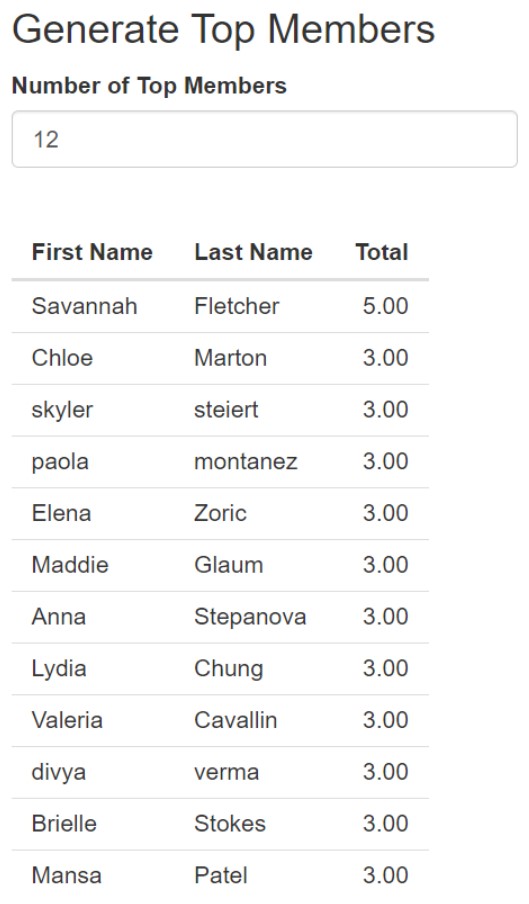 Generate Top Members
Number of Top Members
12
First Name Last Name Total
Savannah Fletcher 5.00
Chloe Marton 3.00
skyler steiert 3.00
paola montanez 3.00
Elena Zoric 3.00
Maddie Glaum 3.00
Anna Stepanova 3.00
Lydia Chung 3.00
Valeria Cavallin 3.00
divya verma 3.00
Brielle Stokes 3.00
Mansa Patel 3.00